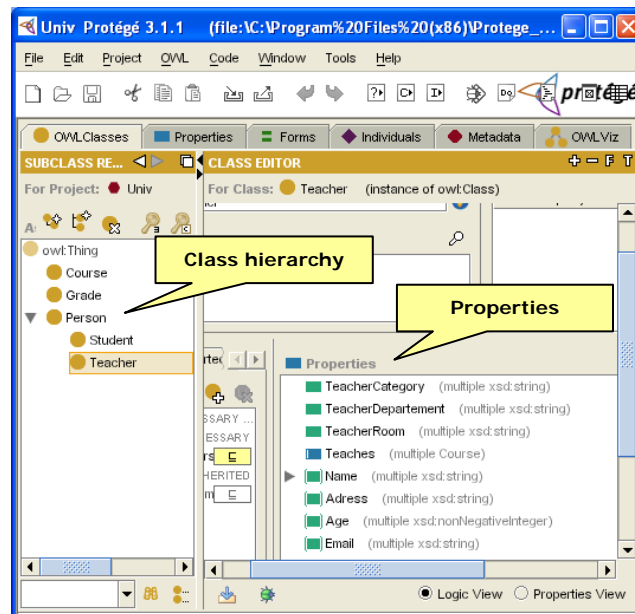 Univ Protégé 3.1.1 (file:\C:\Program%20Files%20(x86)\Protege_...
File Edit Project OWL Code Window Tools Help
OWLClasses Properties Forms Individuals Metadata OWLViz
SUBCLASS RE...
CLASS EDITOR
For Project: Univ
For Class: Teacher (instance of owl:Class)
owl:Thing
Course
Grade
Person
Student
Teacher
Class hierarchy
Properties
Properties
SSARY ...
ESSARY
HERITED
TeacherCategory (multiple xsd:string)
TeacherDepartement (multiple xsd:string)
TeacherRoom (multiple xsd:string)
Teaches (multiple Course)
Name (multiple xsd:string)
Adress (multiple xsd:string)
Age (multiple xsd:nonNegativeInteger)
Email (multiple xsd:string)
Logic View Properties View